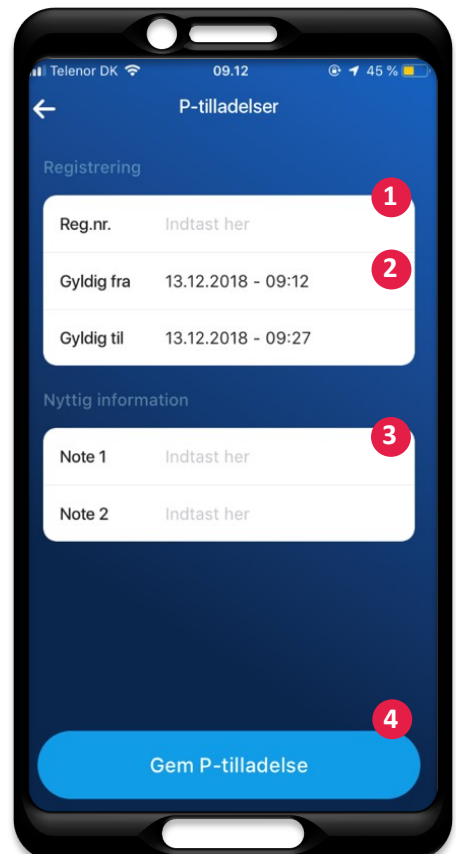 Telenor DK 09.12 45 %
P-tilladelser
Registrering
1
Reg.nr. Indtast her
2
Gyldig fra 13.12.2018 - 09:12
Gyldig til 13.12.2018 - 09:27
Nyttig information
3
Note 1 Indtast her
Note 2 Indtast her
4
Gem P-tilladelse